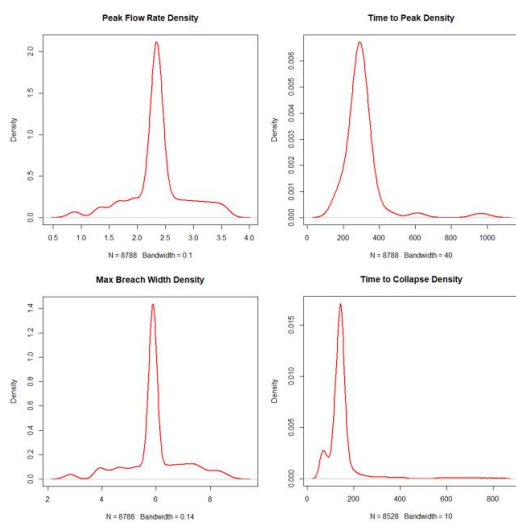 Peak Flow Rate Density
Density
0.0
0.5
1.0
1.5
2.0
0.5 1.0 1.5 2.0 2.5 3.0 3.5 4.0
N = 8788 Bandwidth = 0.1
Time to Peak Density
Density
0.000
0.001
0.002
0.003
0.004
0.005
0.006
0 200 400 600 800 1000
N = 8788 Bandwidth = 40
Max Breach Width Density
Density
0.0
0.2
0.4
0.6
0.8
1.0
1.2
1.4
2 4 6 8
N = 8788 Bandwidth = 0.14
Time to Collapse Density
Density
0.000
0.005
0.010
0.015
0 200 400 600 800
N = 8528 Bandwidth = 10